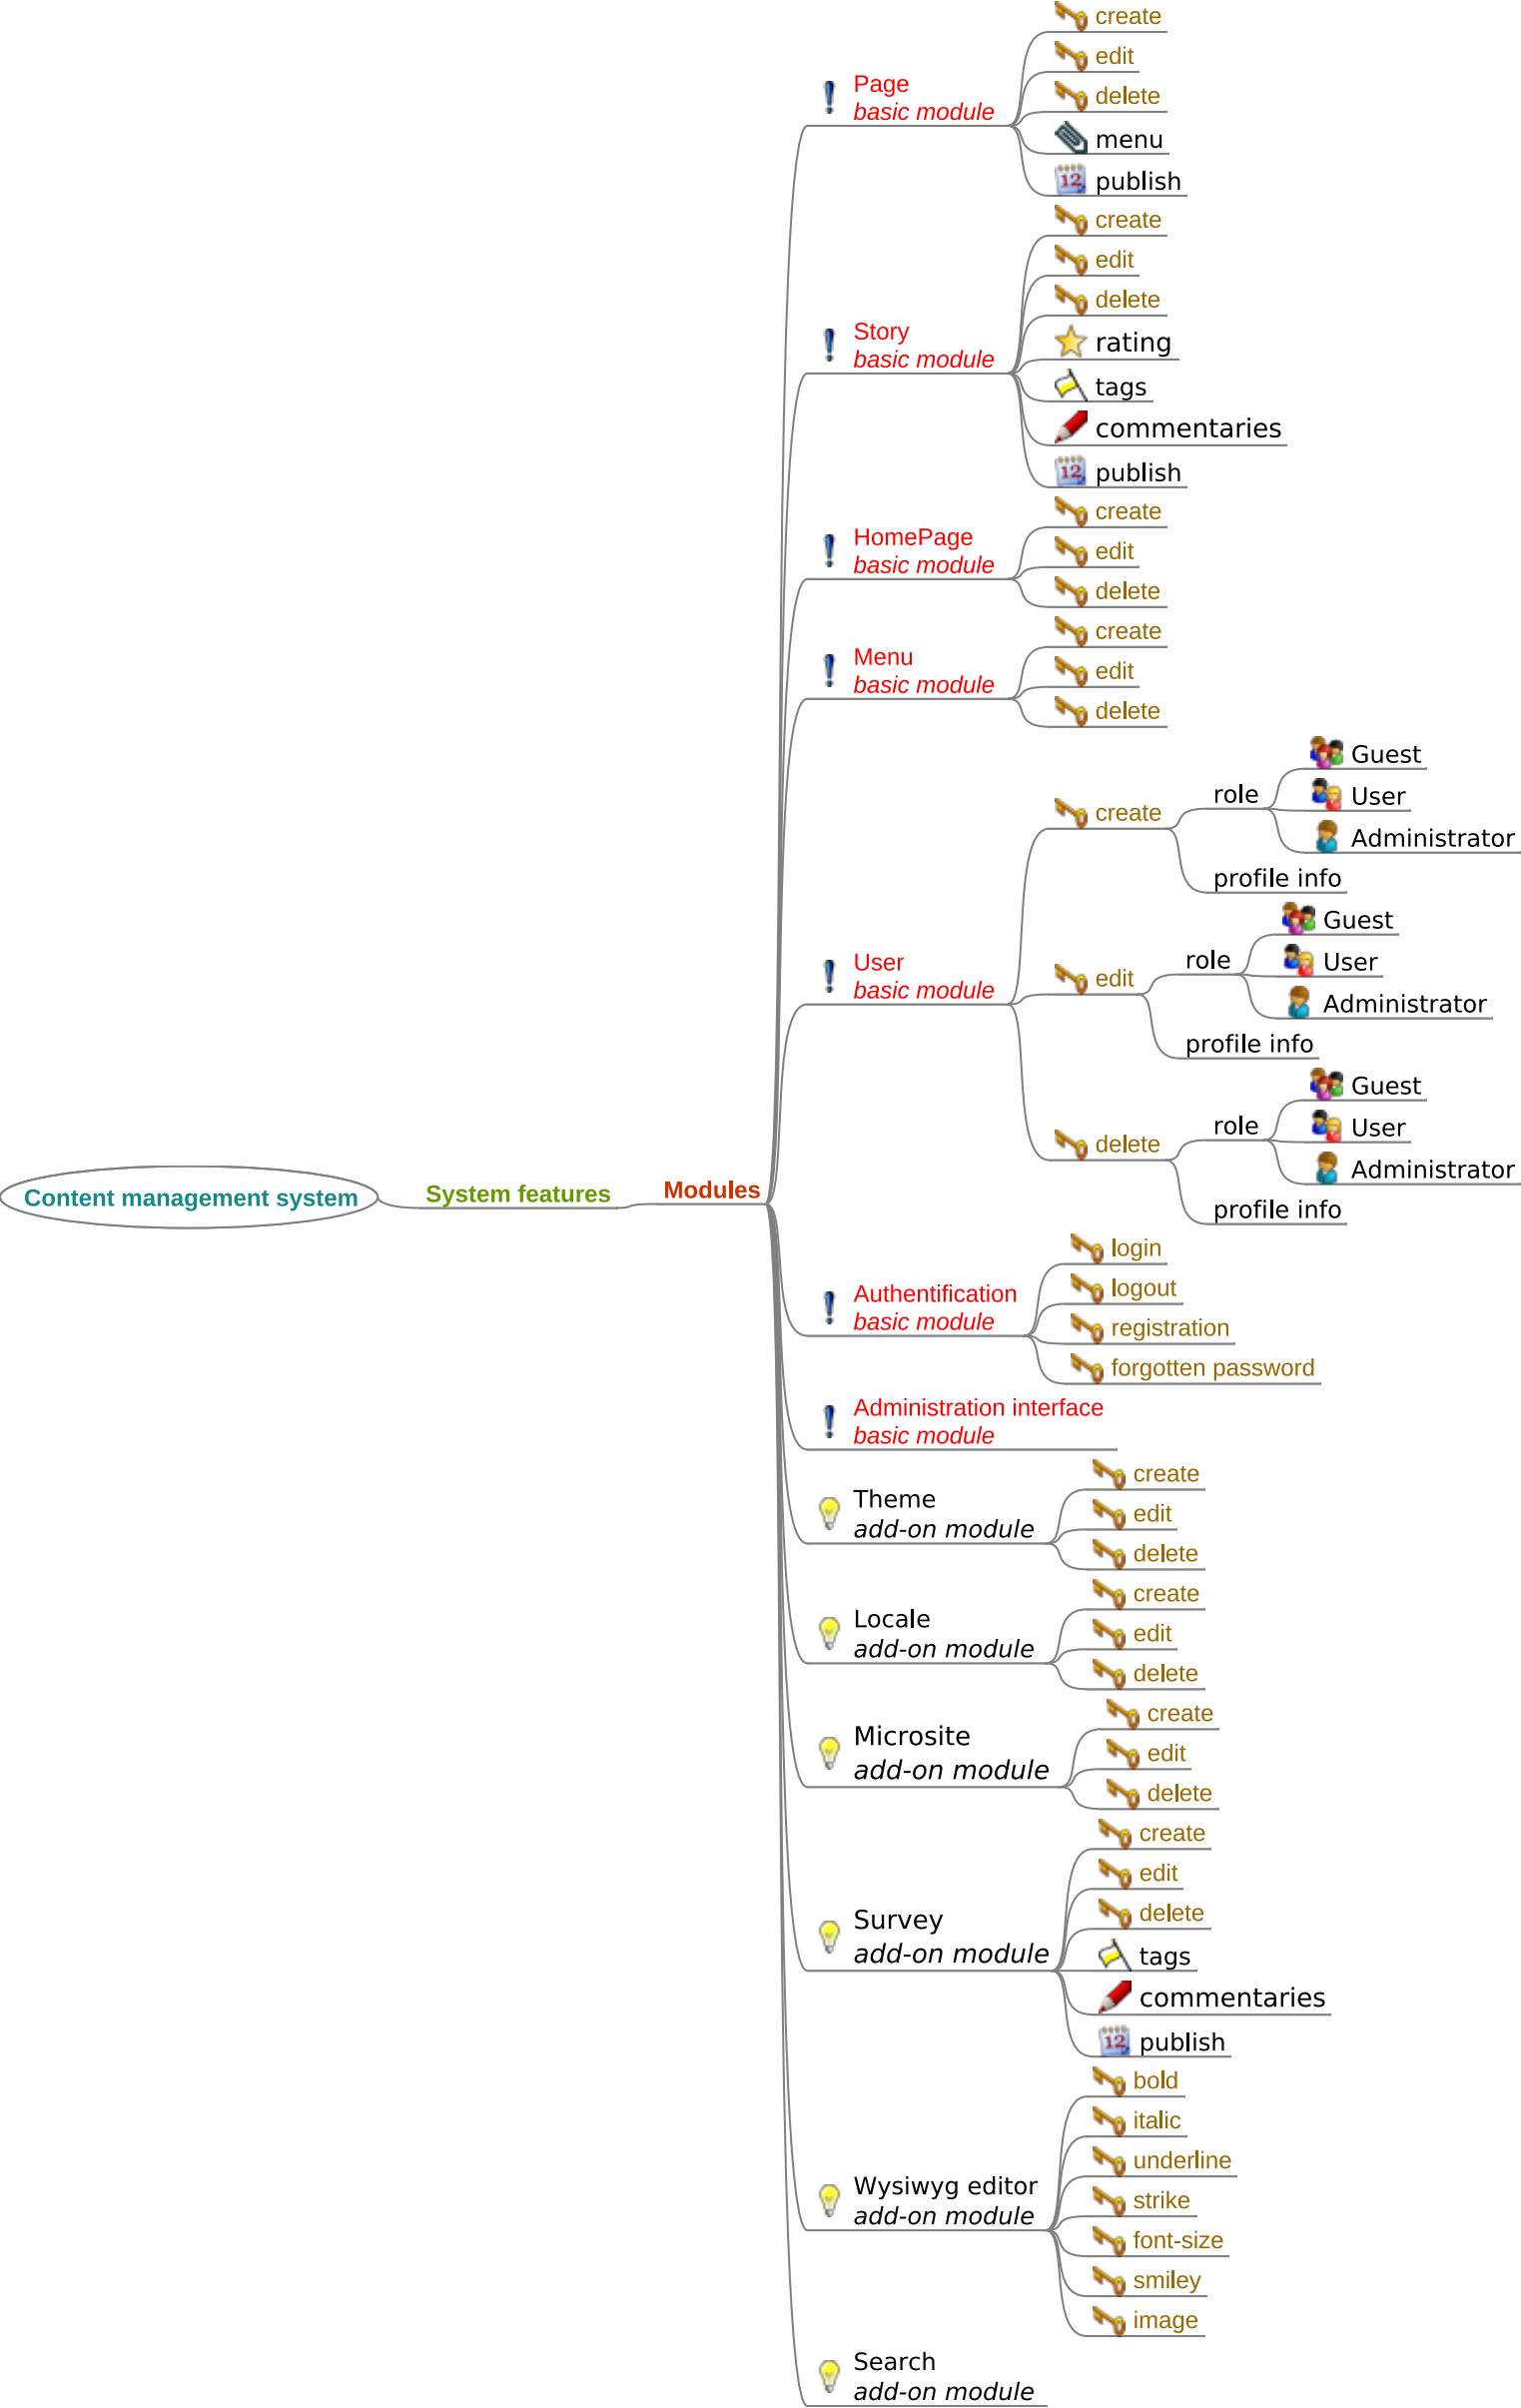 create
edit
Page
basic module
delete
menu
publish
create
edit
delete
Story
basic module
rating
tags
commentaries
publish
create
HomePage
basic module
edit
delete
create
Menu
basic module
edit
delete
Guest
role
User
create
Administrator
profile info
Guest
User
basic module
role
User
edit
Administrator
profile info
Guest
role
User
delete
Administrator
profile info
Content management system
System features
Modules
login
Authentification
basic module
logout
registration
forgotten password
Administration interface
basic module
create
Theme
add-on module
edit
delete
create
Locale
add-on module
edit
delete
create
Microsite
add-on module
edit
delete
create
edit
delete
Survey
add-on module
tags
commentaries
publish
bold
italic
underline
Wysiwyg editor
add-on module
strike
font-size
smiley
image
Search
add-on module